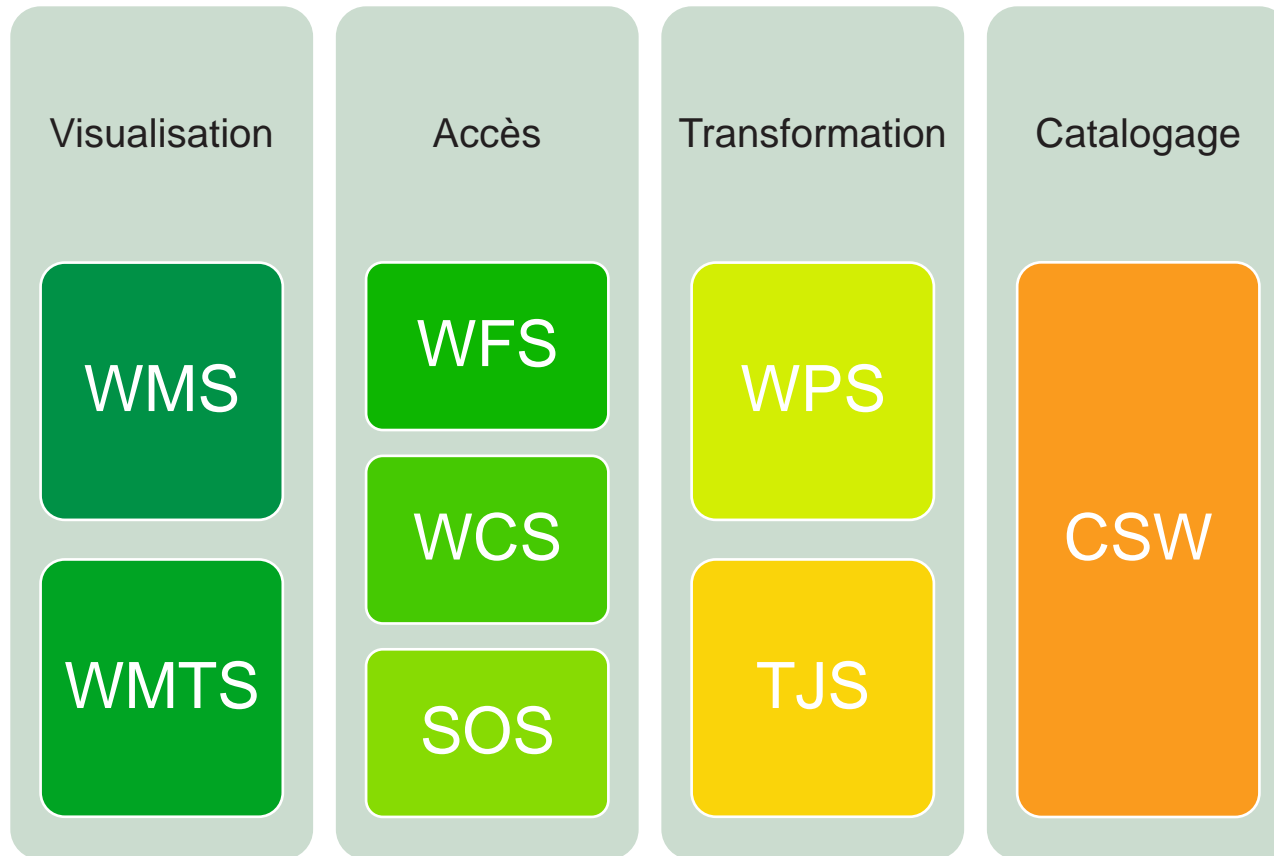 Visualisation
WMS
WMTS
Accès
WFS
WCS
SOS
Transformation
WPS
TJS
Catalogage
CSW